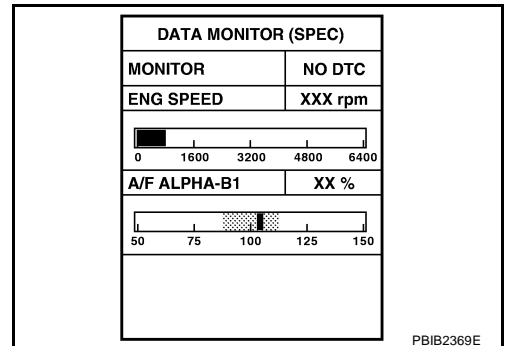 DATA MONITOR (SPEC)
MONITOR NO DTC
ENG SPEED XXX rpm
0 1600 3200 4800 6400
A/F ALPHA-B1 XX %
50 75 100 125 150
PBIB2369E